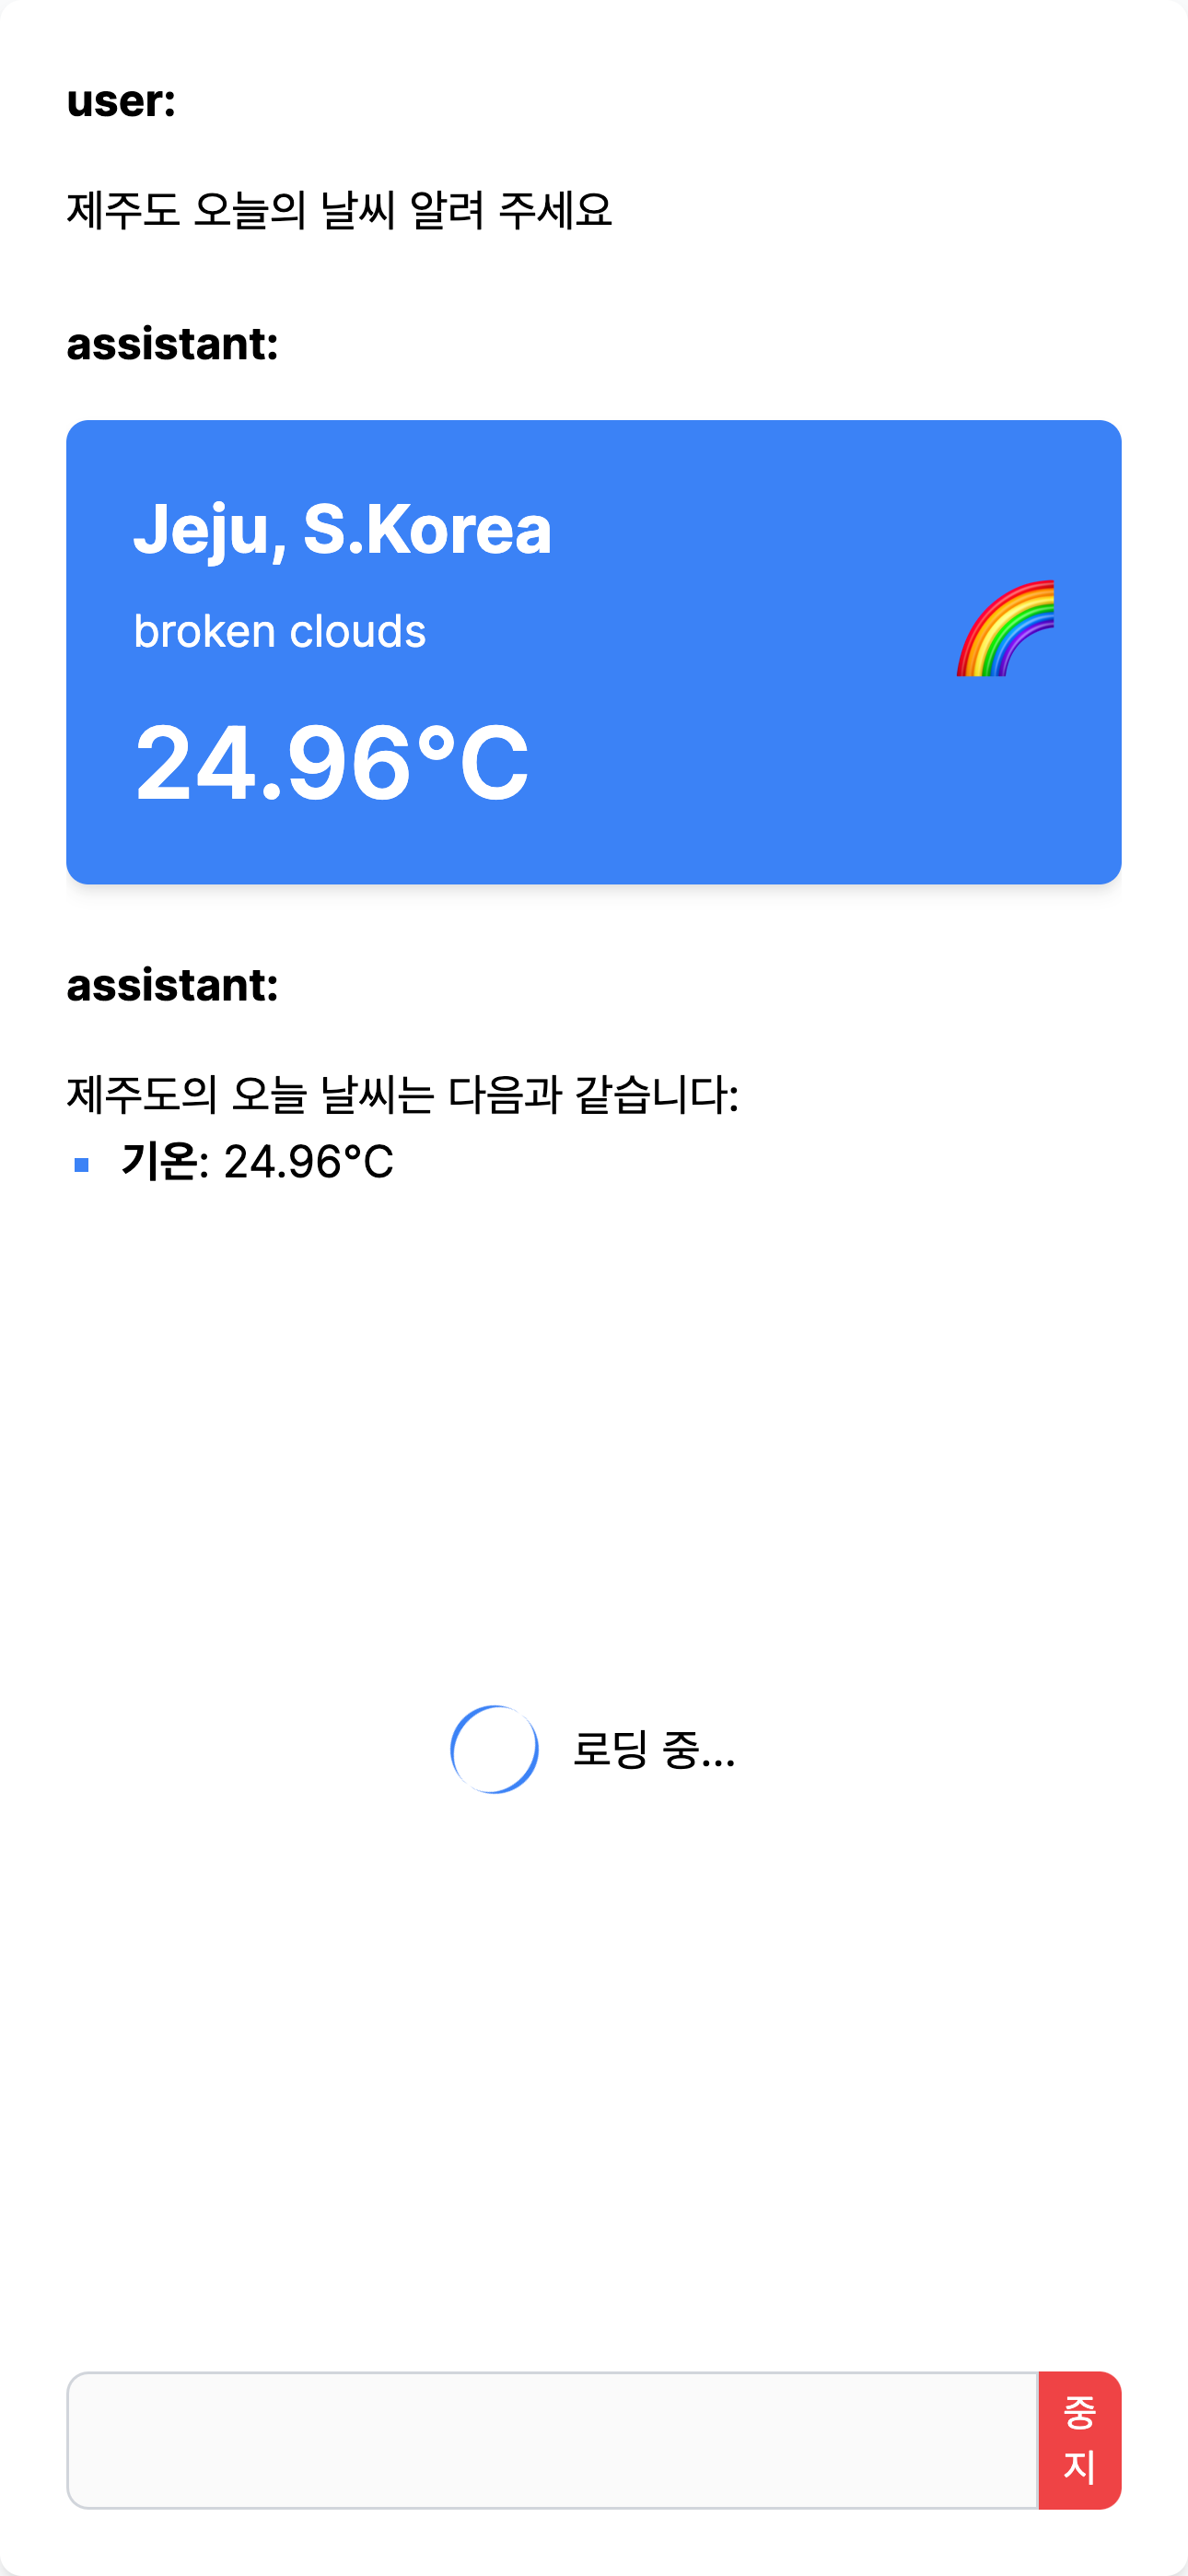 user:
제주도 오늘의 날씨 알려 주세요
assistant:
Jeju, S.Korea
broken clouds
24.96°C
assistant:
제주도의 오늘 날씨는 다음과 같습니다:
기온: 24.96°C
로딩 중...
중
지